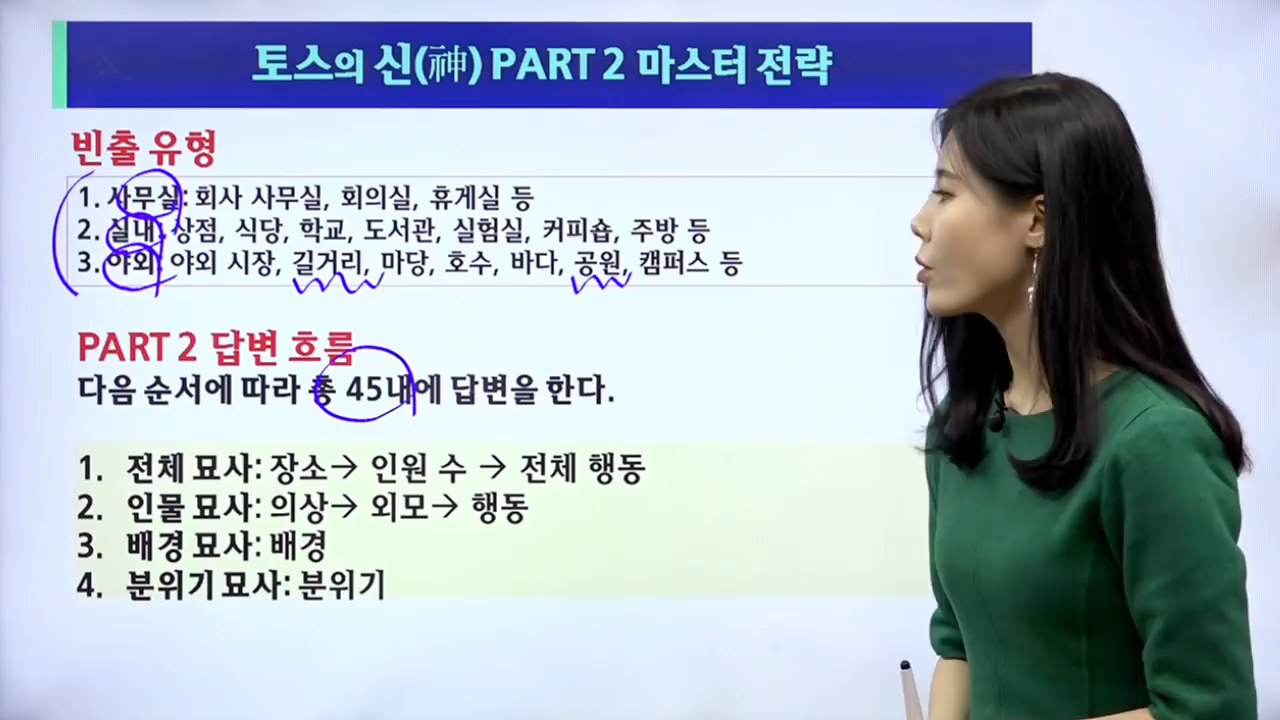 토스의 신(神) PART 2 마스터 전략
빈출 유형
1. 사무실: 회사 사무실, 회의실, 휴게실 등
2. 실내: 상점, 식당, 학교, 도서관, 실험실, 커피숍, 주방 등
3. 야외: 야외 시장, 길거리, 마당, 호수, 바다, 공원, 캠퍼스 등
PART 2 답변 흐름
다음 순서에 따라 총 45내에 답변을 한다.
1. 전체 묘사: 장소→ 인원 수 → 전체 행동
2. 인물 묘사: 의상→ 외모→ 행동
3. 배경 묘사: 배경
4. 분위기 묘사: 분위기